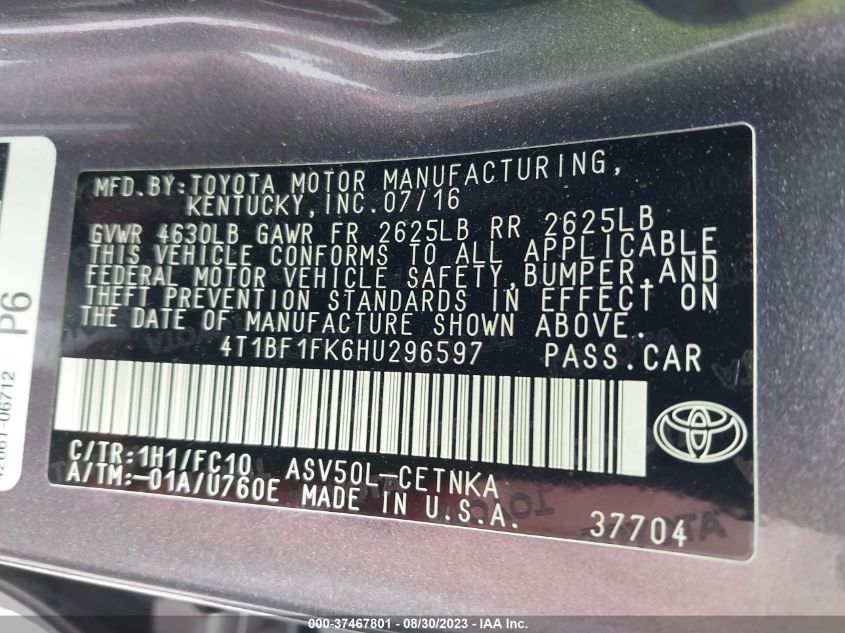 MFD. BY: TOYOTA MOTOR MANUFACTURING,
KENTUCKY, INC. 07/16
GVWR 4630LB GAWR FR 2625LB RR 2625LB
THIS VEHICLE CONFORMS TO ALL APPLICABLE
FEDERAL MOTOR VEHICLE SAFETY, BUMPER, AND
THEFT PREVENTION STANDARDS IN EFFECT ON
THE DATE OF MANUFACTURE SHOWN ABOVE.
4T1BF1FK6HU296597 PASS. CAR
C/TR: 1H1/FC10 ASV50L-CETNKA
A/TM: -01A/U760E MADE IN U.S.A.
37704
P6
42061-06712
000-37467801 - 08/30/2023 - © IAA Inc.